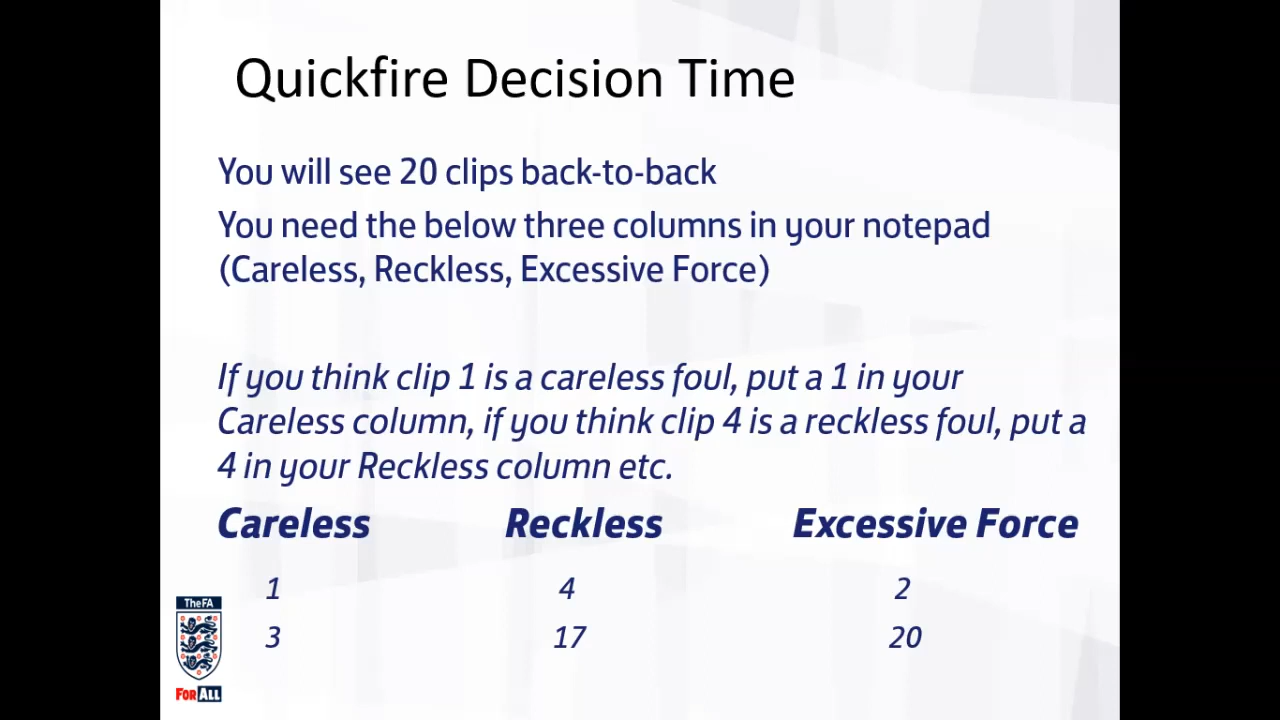 Quickfire Decision Time
You will see 20 clips back-to-back
You need the below three columns in your notepad
(Careless, Reckless, Excessive Force)
If you think clip 1 is a careless foul, put a 1 in your
Careless column, if you think clip 4 is a reckless foul, put a
4 in your Reckless column etc.
Careless Reckless Excessive Force
1 4 2
3 17 20
TheFA
ForAll